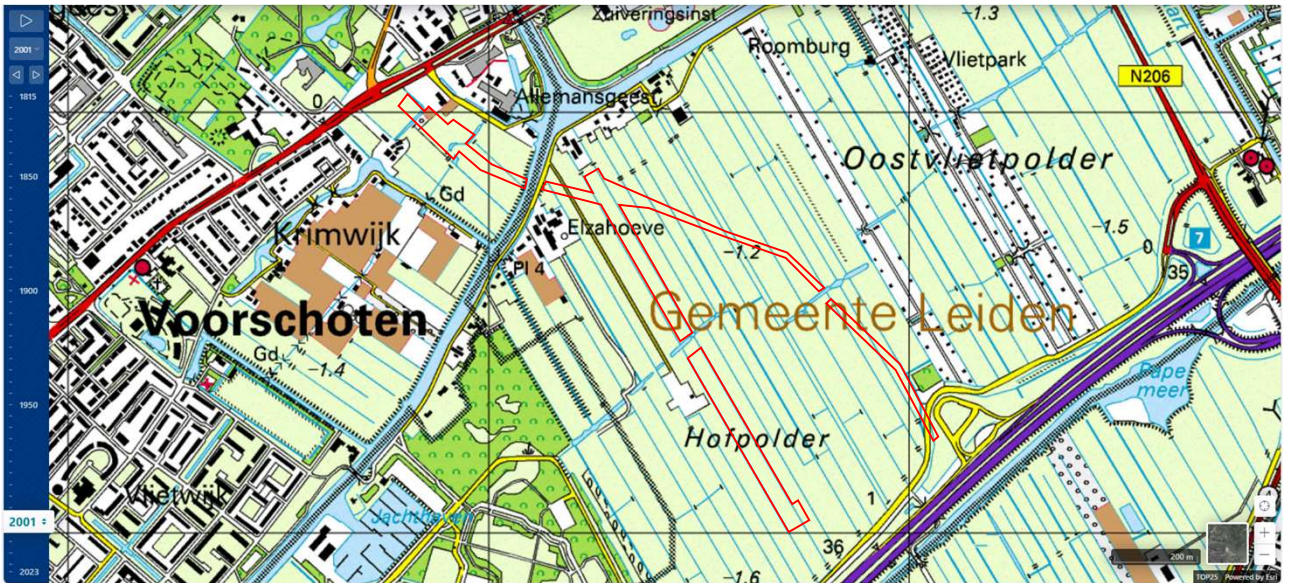 Zuiveringsinst
-1.3
Roomburg
Vlietpark
N206
2001
1815
0
Allemansgeest
Oostvlietpolder
1850
Gd
Elzahoeve
-1.5
0
7
Krimwijk
-1.2
Pl 4
35
1900
Voorschoten
Gemeente Leiden
Gd
-1.4
Pape
meer
1950
Hofpolder
Vlietwijk
1
2001
Jachthaven
36
200 m
2023
-1.6
TOP25 Powered by Esri